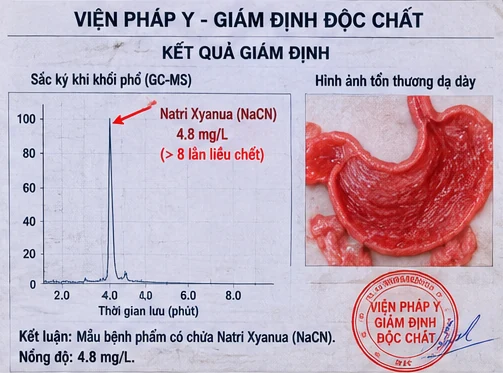 VIỆN PHÁP Y - GIÁM ĐỊNH ĐỘC CHẤT
KẾT QUẢ GIÁM ĐỊNH
Sắc ký khi khối phổ (GC-MS)
Hình ảnh tổn thương dạ dày
Natri Xyanua (NaCN)
4.8 mg/L
(> 8 lần liều chết)
100
80
60
40
20
0
2.0 4.0 6.0 8.0
Thời gian lưu (phút)
Kết luận: Mẩu bệnh phẩm có chứa Natri Xyanua (NaCN).
Nồng độ: 4.8 mg/L.
VIỆN PHÁP Y
GIÁM ĐỊNH
ĐỘC CHẤT